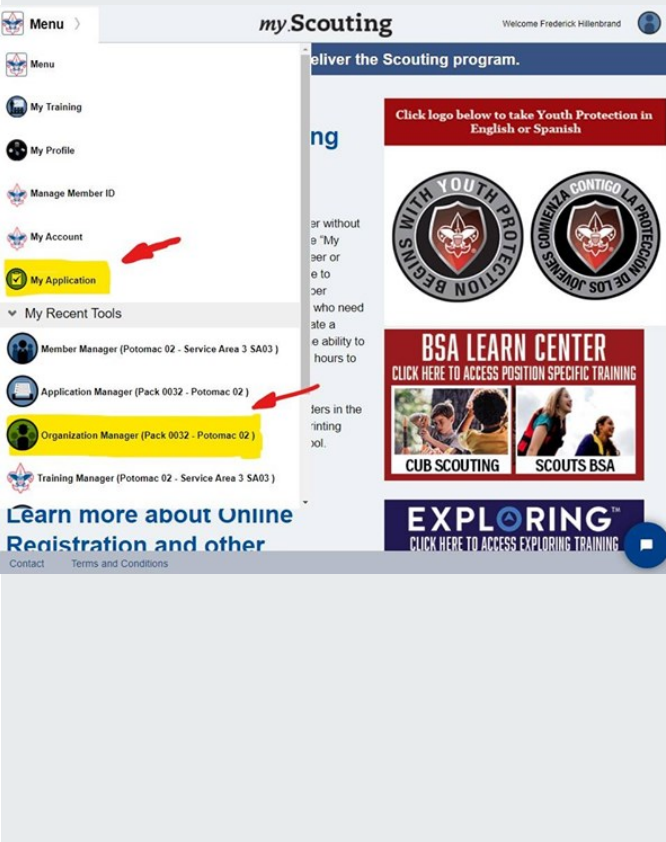 Menu
my.Scouting
Welcome Frederick Hillenbrand
Menu
My Training
My Profile
Manage Member ID
My Account
My Application
My Recent Tools
Member Manager (Potomac 02 - Service Area 3 SA03 )
Application Manager (Pack 0032 - Potomac 02 )
Organization Manager (Pack 0032 - Potomac 02 )
Training Manager (Potomac 02 - Service Area 3 SA03 )
eliver the Scouting program.
ng
er without
e "My
eer or
e to
ber
who need
ate a
e ability to
hours to
ders in the
rinting
ool.
Learn more about Online
Registration and other
Click logo below to take Youth Protection in
English or Spanish
YOUTH PROTECTION BEGINS WITH
CONTIGO LA PROTECCIÓN DE LOS JÓVENES COMIENZA
BSA LEARN CENTER
CLICK HERE TO ACCESS POSITION SPECIFIC TRAINING
CUB SCOUTING
SCOUTS BSA
EXPLORING™
CLICK HERE TO ACCESS EXPLORING TRAINING
Contact
Terms and Conditions